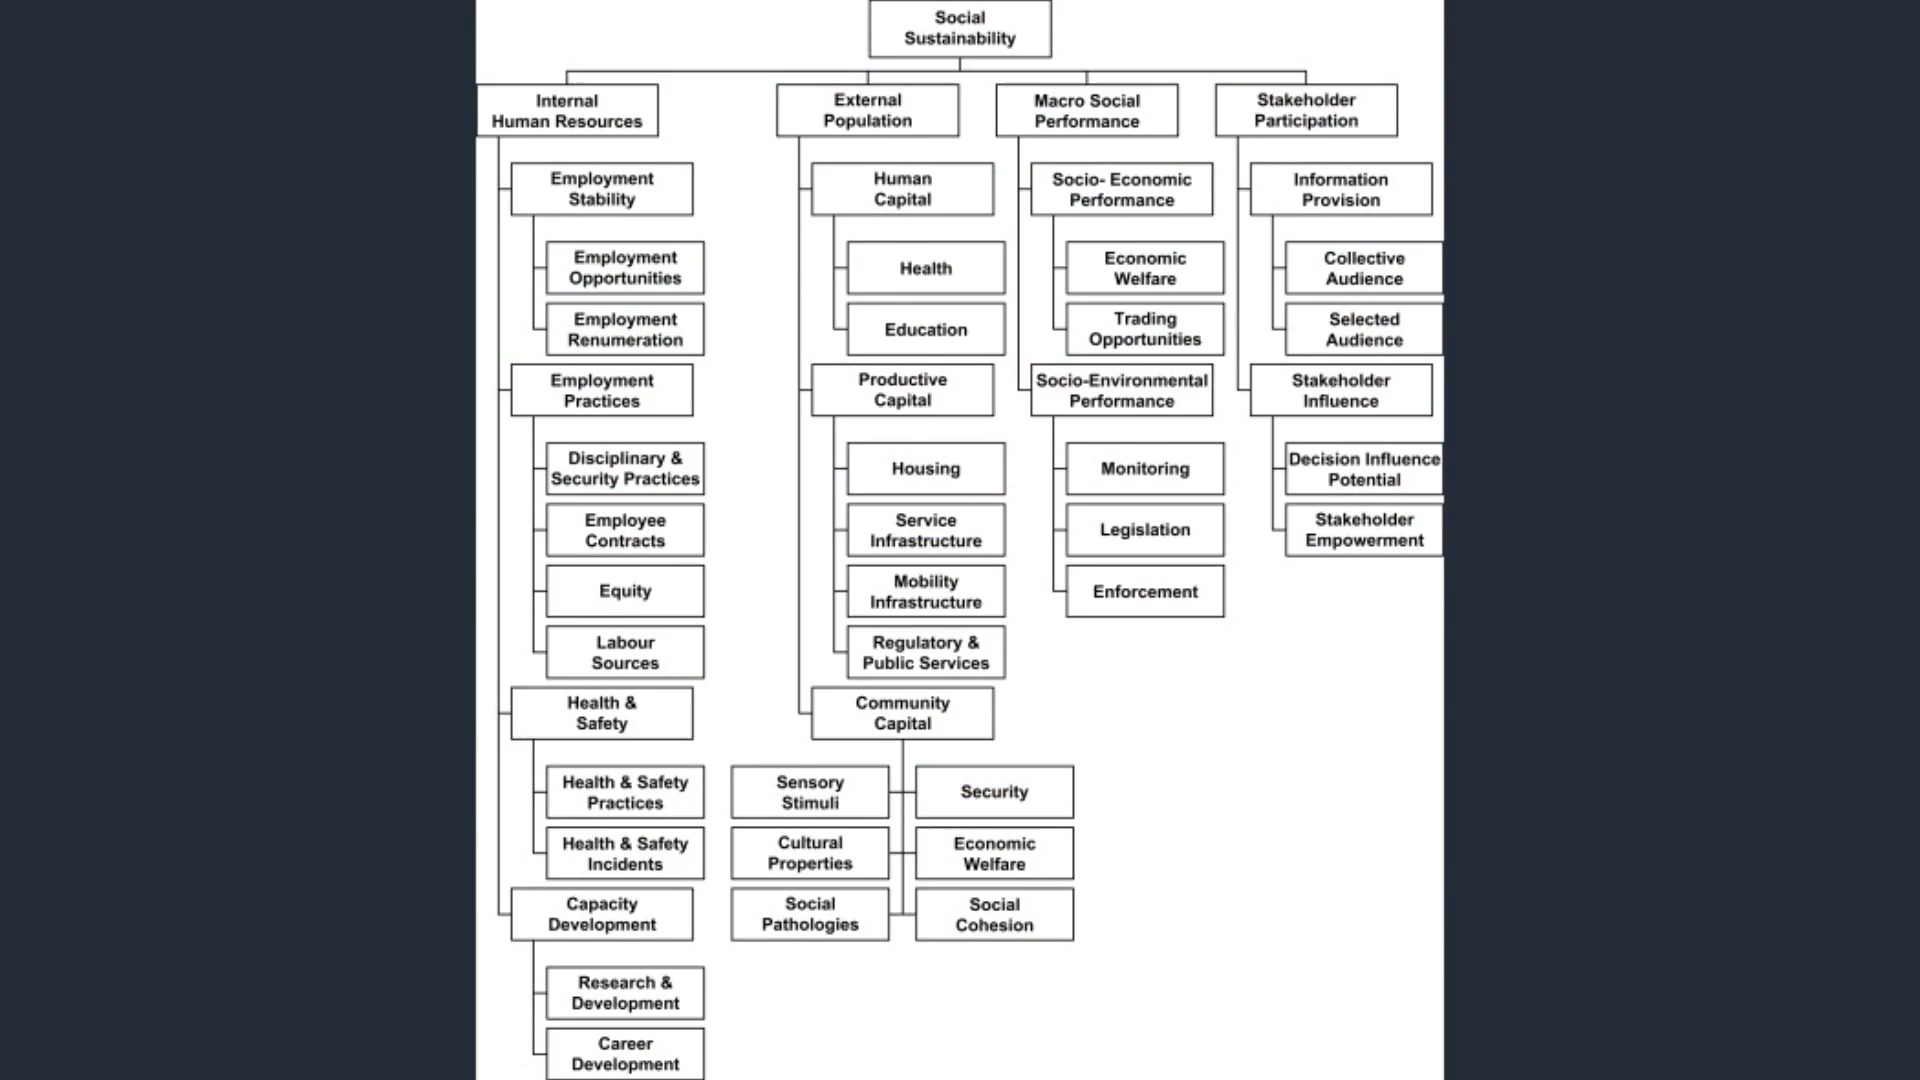 Social
Sustainability
Internal
Human Resources
External
Population
Macro Social
Performance
Stakeholder
Participation
Employment
Stability
Employment
Opportunities
Employment
Renumeration
Employment
Practices
Disciplinary &
Security Practices
Employee
Contracts
Equity
Labour
Sources
Health &
Safety
Health & Safety
Practices
Health & Safety
Incidents
Capacity
Development
Research &
Development
Career
Development
Human
Capital
Health
Education
Productive
Capital
Housing
Service
Infrastructure
Mobility
Infrastructure
Regulatory &
Public Services
Community
Capital
Sensory
Stimuli
Security
Cultural
Properties
Economic
Welfare
Social
Pathologies
Social
Cohesion
Socio- Economic
Performance
Economic
Welfare
Trading
Opportunities
Socio-Environmental
Performance
Monitoring
Legislation
Enforcement
Information
Provision
Collective
Audience
Selected
Audience
Stakeholder
Influence
Decision Influence
Potential
Stakeholder
Empowerment